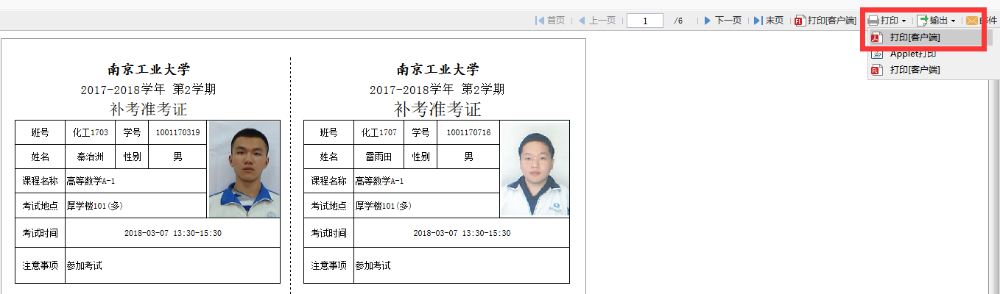 首页 上一页 1 /6 下一页 末页 打印[客户端] 打印 输出 邮件
打印[客户端]
Applet打印
打印[客户端]
南京工业大学
2017-2018学年 第2学期
补考准考证
班号 化工1703 学号 1001170319
姓名 秦治洲 性别 男
课程名称 高等数学A-1
考试地点 厚学楼101(多)
考试时间 2018-03-07 13:30-15:30
注意事项 参加考试
南京工业大学
2017-2018学年 第2学期
补考准考证
班号 化工1707 学号 1001170716
姓名 雷雨田 性别 男
课程名称 高等数学A-1
考试地点 厚学楼101(多)
考试时间 2018-03-07 13:30-15:30
注意事项 参加考试